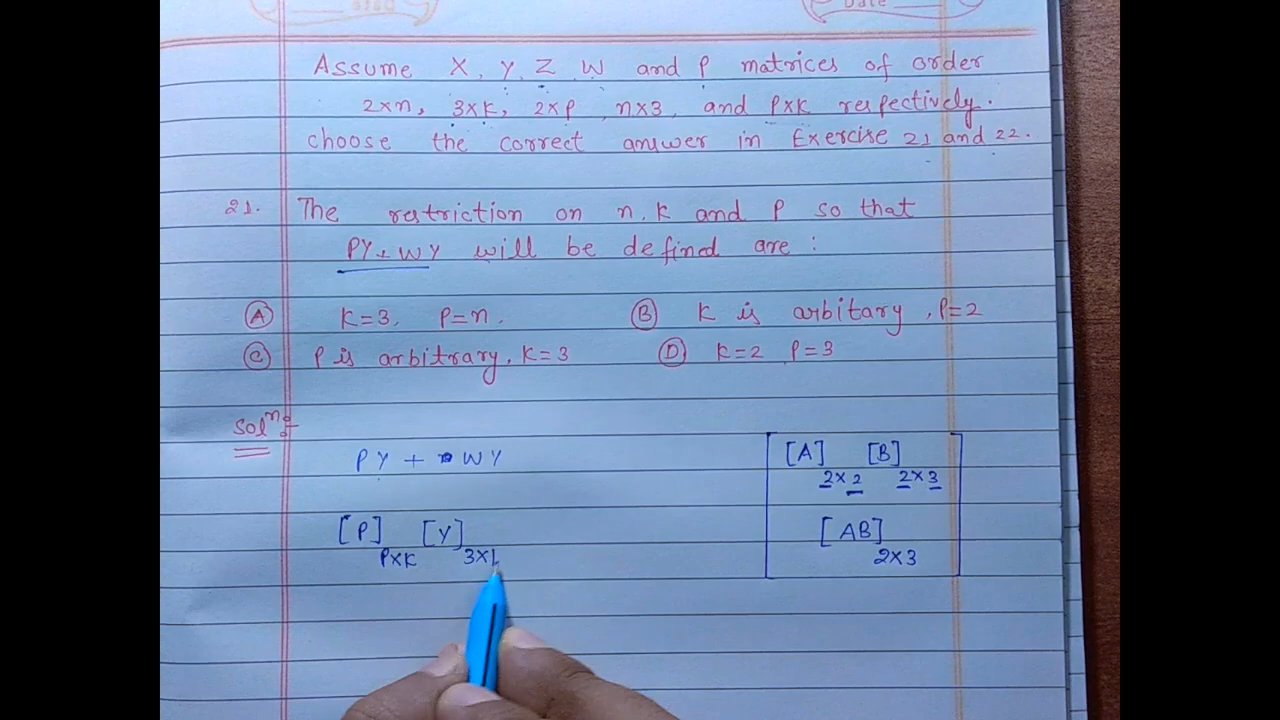 Date
Assume X, Y, Z, W and P matrices of order
2×n, 3×k, 2×p, n×3, and p×k respectively.
choose the correct answer in Exercise 21 and 22.
21. The restriction on n, k and p so that
PY+WY will be defined are :
(A) k=3, p=n.
(B) k is arbitary, p=2
(C) p is arbitrary, k=3
(D) k=2 p=3
Solⁿ:-
PY + WY
[A]2×2 [B]2×3
[P]p×k [Y]3×
[AB]2×3